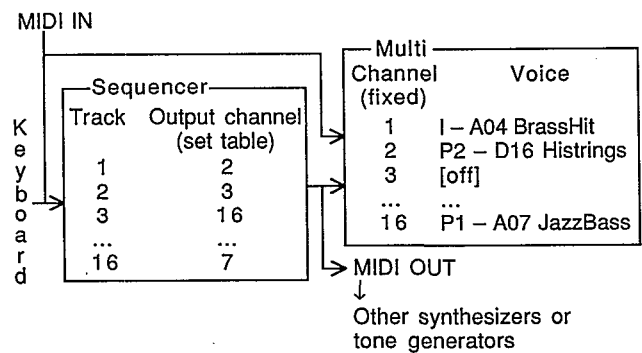 MIDI IN
Keyboard
Sequencer
Track Output channel
(set table)
1 2
2 3
3 16
... ...
16 7
Multi
Channel Voice
(fixed)
1 I – A04 BrassHit
2 P2 – D16 Histrings
3 [off]
... ...
16 P1 – A07 JazzBass
MIDI OUT
Other synthesizers or
tone generators